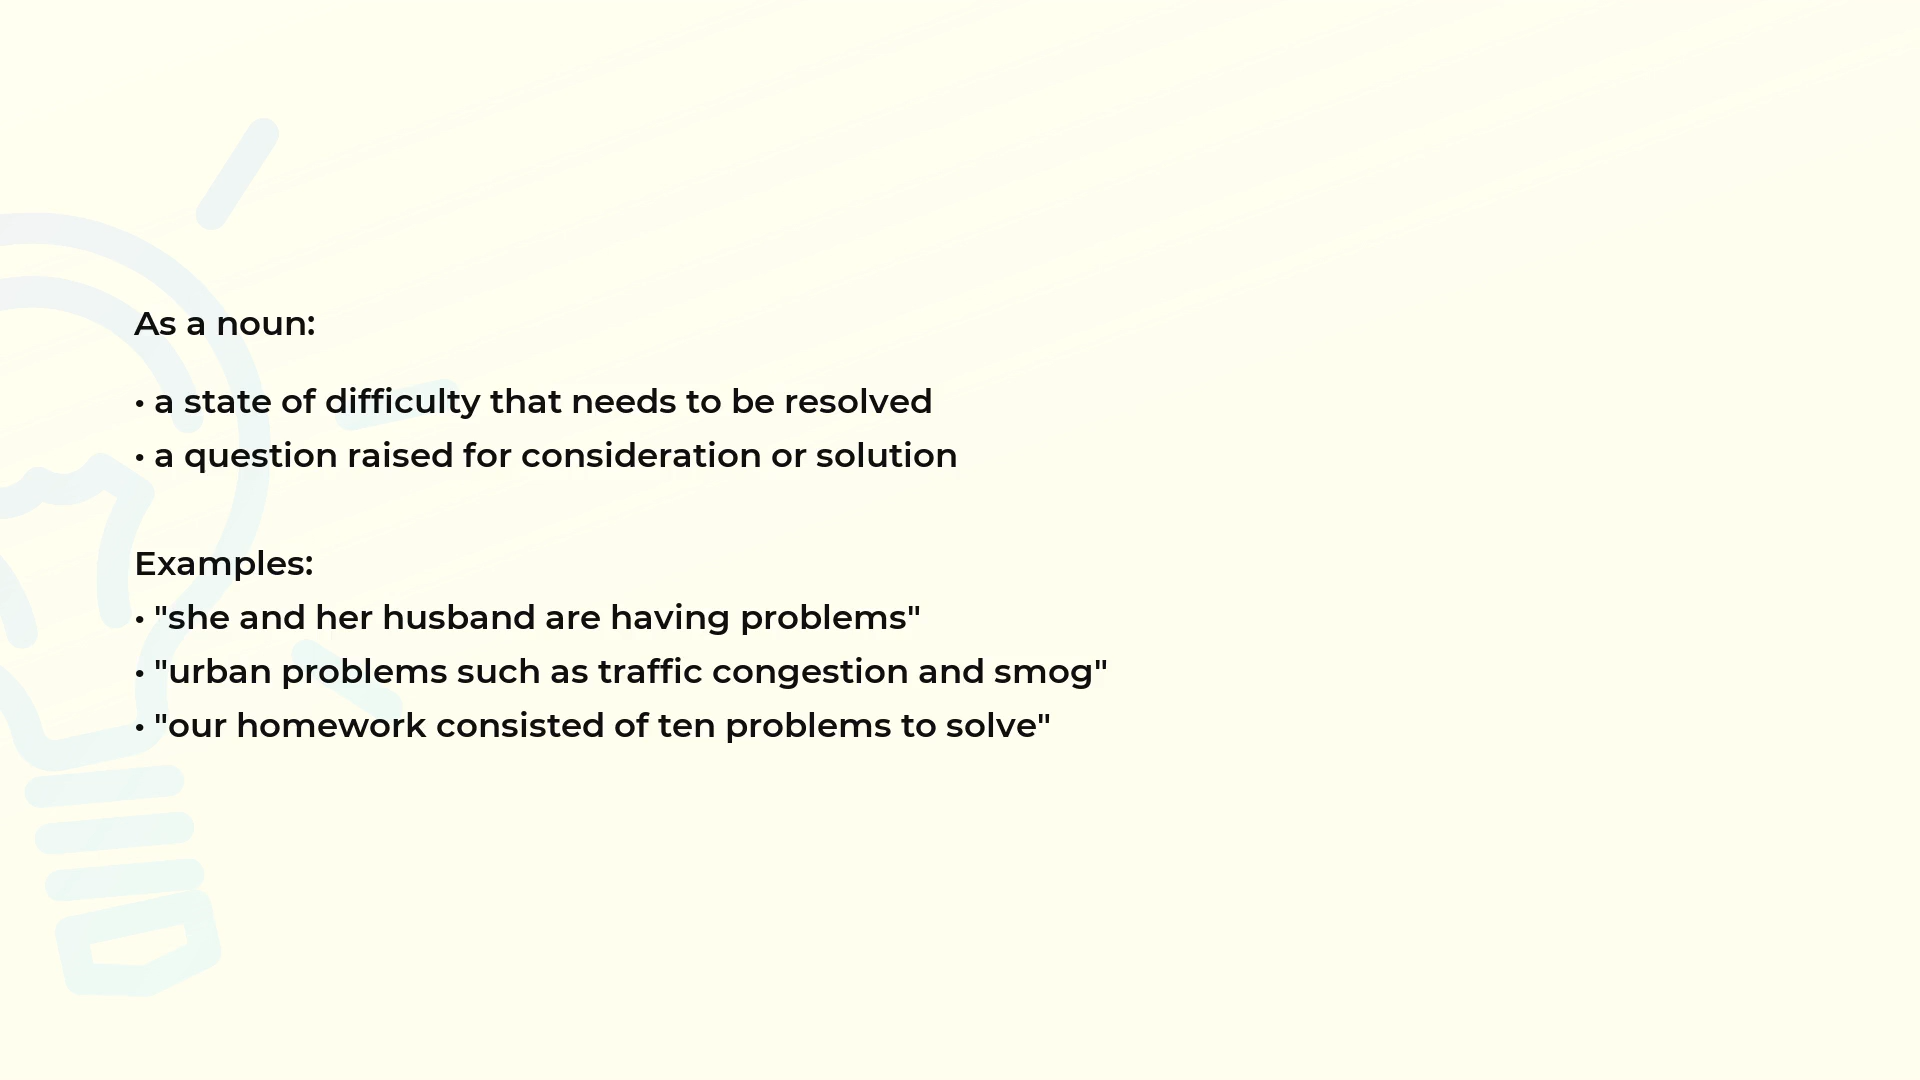 As a noun:
• a state of difficulty that needs to be resolved
• a question raised for consideration or solution
Examples:
• "she and her husband are having problems"
• "urban problems such as traffic congestion and smog"
• "our homework consisted of ten problems to solve"